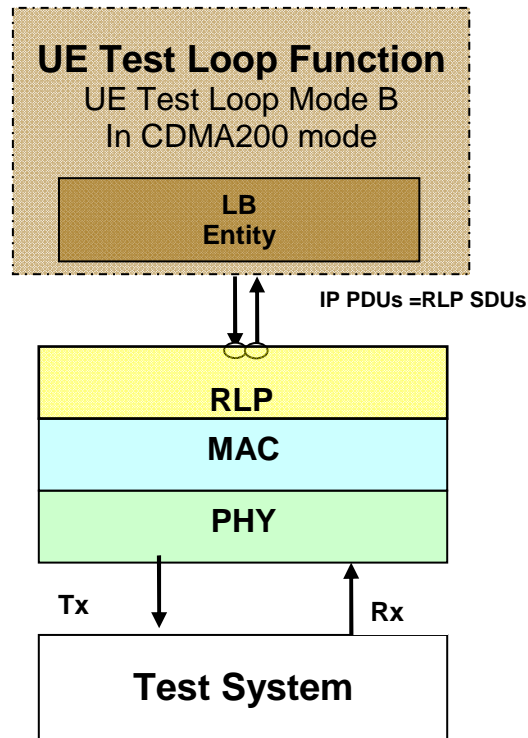 UE Test Loop Function
UE Test Loop Mode B
In CDMA200 mode
LB
Entity
IP PDUs =RLP SDUs
RLP
MAC
PHY
Tx
Rx
Test System